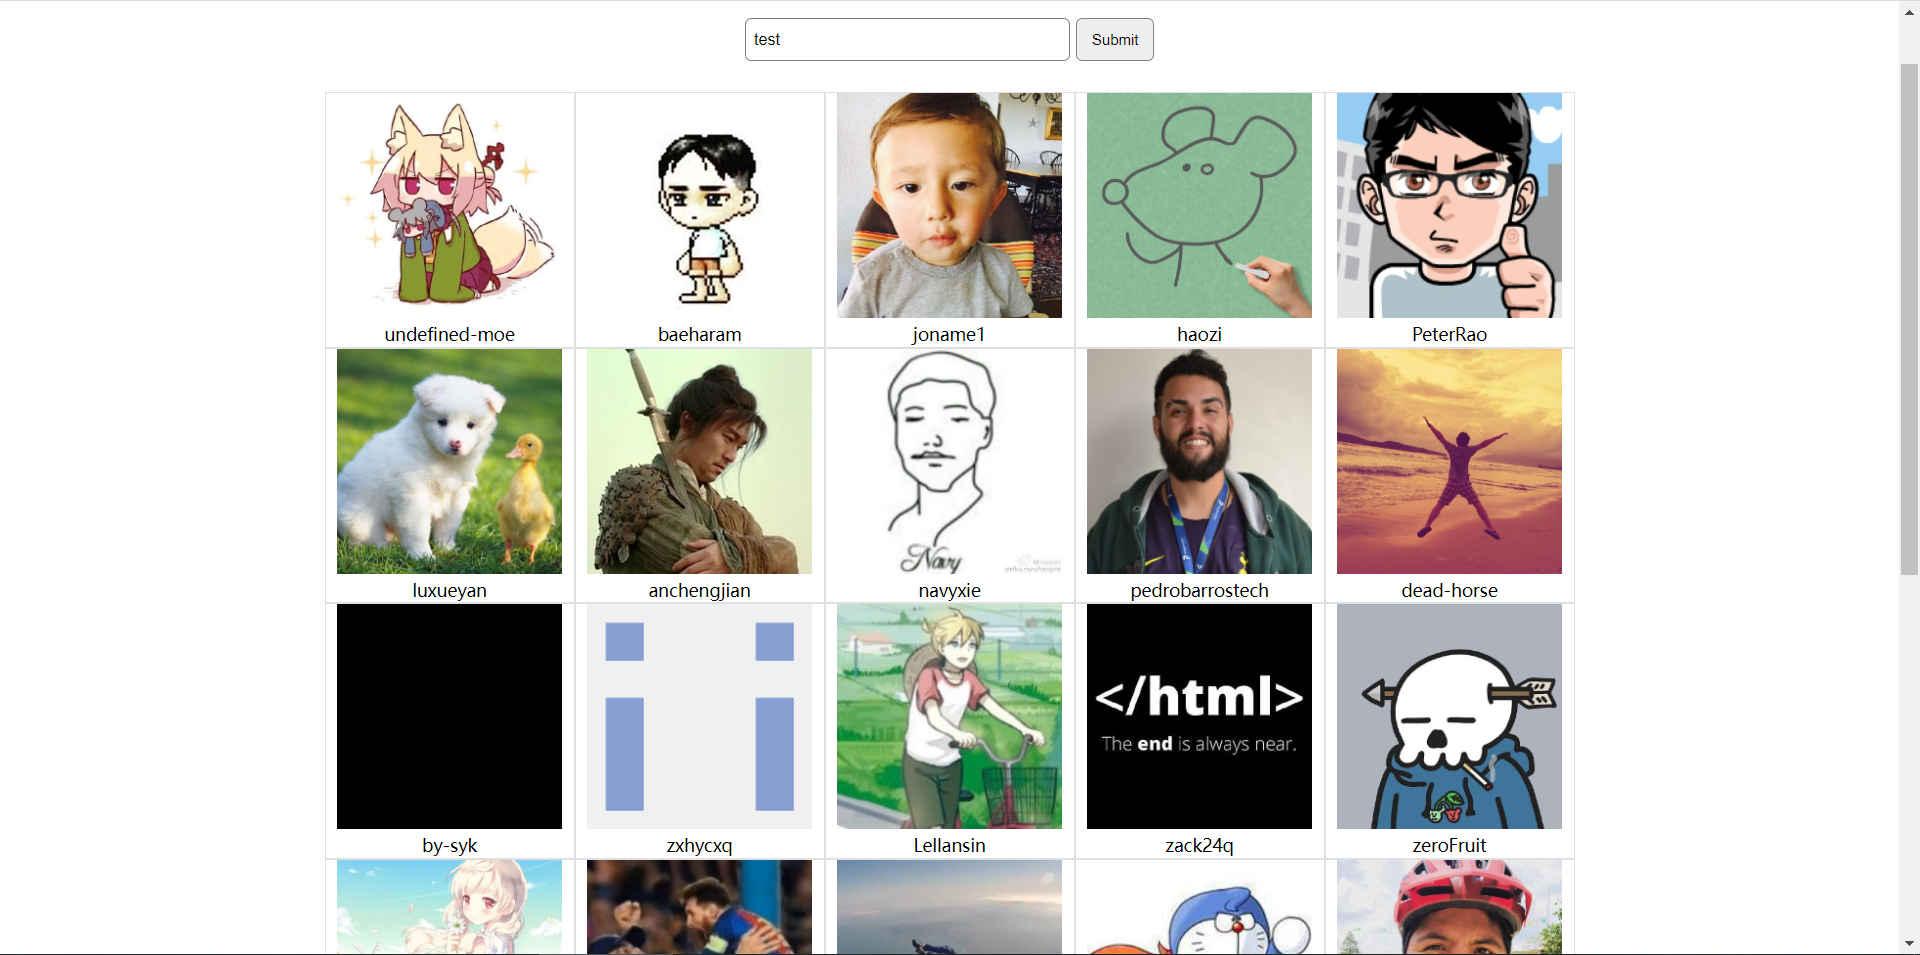 test
Submit
undefined-moe
baeharam
joname1
haozi
PeterRao
Navy
luxueyan
anchengjian
navyxie
pedrobarrostech
dead-horse
</html>
The end is always near.
by-syk
zxhycxq
Lellansin
zack24q
zeroFruit